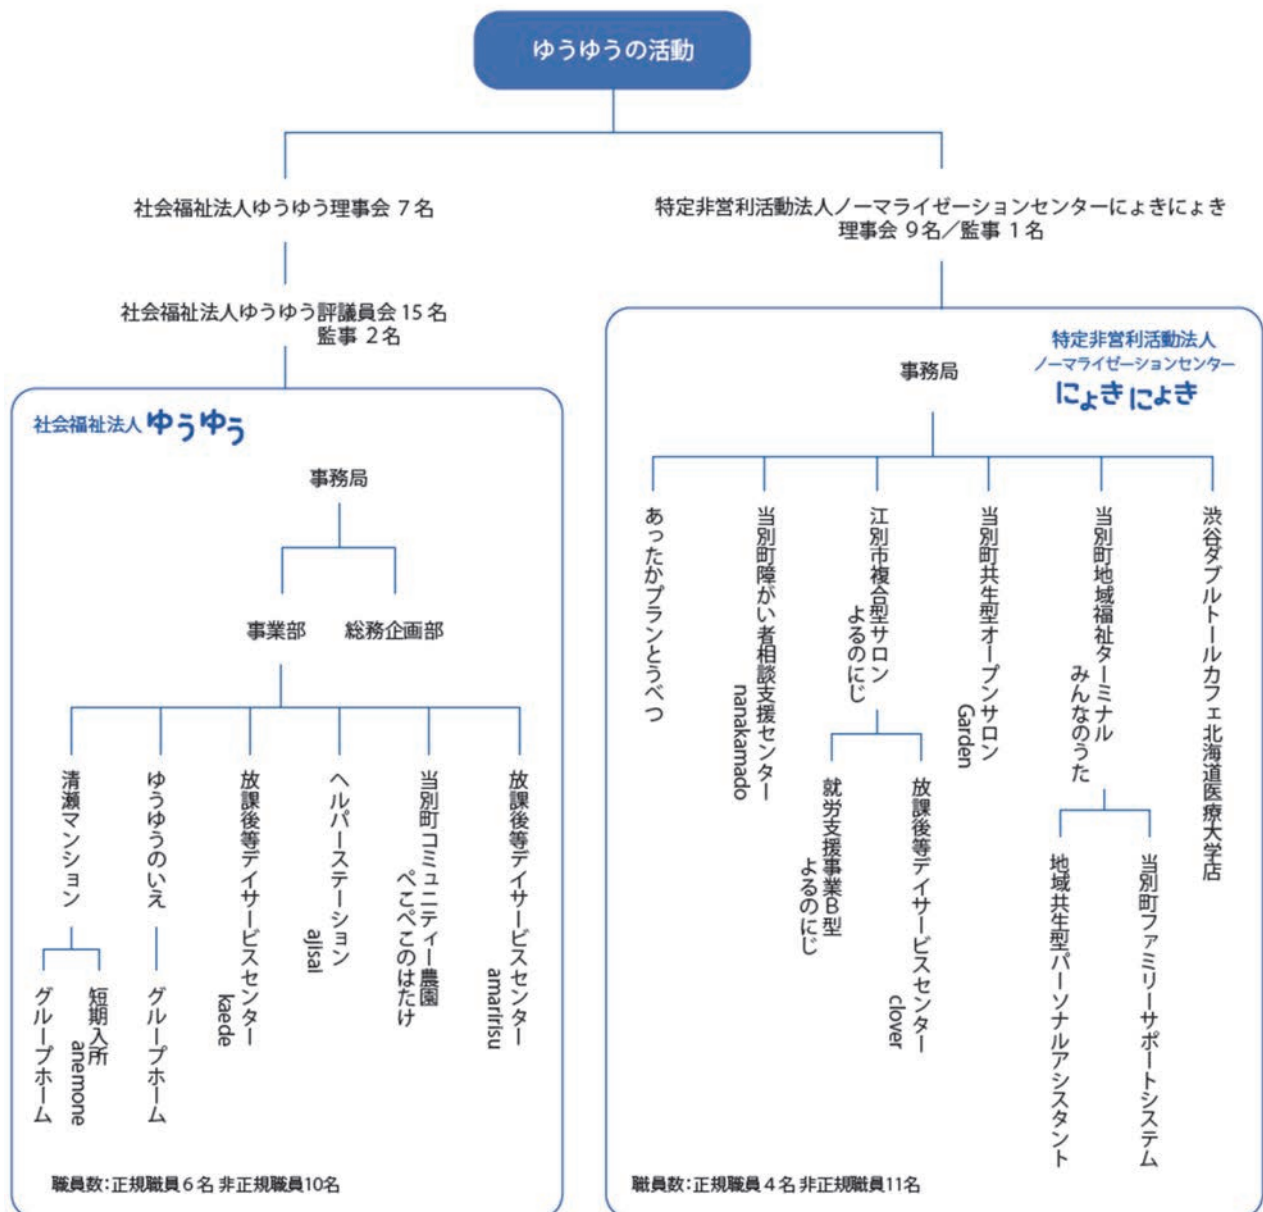 ゆうゆうの活動
社会福祉法人ゆうゆう理事会 7名
社会福祉法人ゆうゆう評議員会 15名
監事 2名
社会福祉法人 ゆうゆう
事務局
事業部
総務企画部
清瀬マンション
グループホーム
短期入所
anemone
ゆうゆうのいえ
グループホーム
放課後等デイサービスセンター
kaede
ヘルパーステーション
ajisai
当別町コミュニティー農園
ぺこぺこのはたけ
放課後等デイサービスセンター
amaririsu
職員数:正規職員6名 非正規職員10名
特定非営利活動法人ノーマライゼーションセンターにょきにょき
理事会 9名/監事 1名
特定非営利活動法人
ノーマライゼーションセンター
にょきにょき
事務局
あったかプランとうべつ
当別町障がい者相談支援センター
nanakamado
江別市複合型サロン
よるのにじ
就労支援事業B型
よるのにじ
放課後等デイサービスセンター
clover
当別町共生型オープンサロン
Garden
当別町地域福祉ターミナル
みんなのうた
地域共生型パーソナルアシスタント
当別町ファミリーサポートシステム
渋谷ダブルトールカフェ北海道医療大学店
職員数:正規職員4名 非正規職員11名